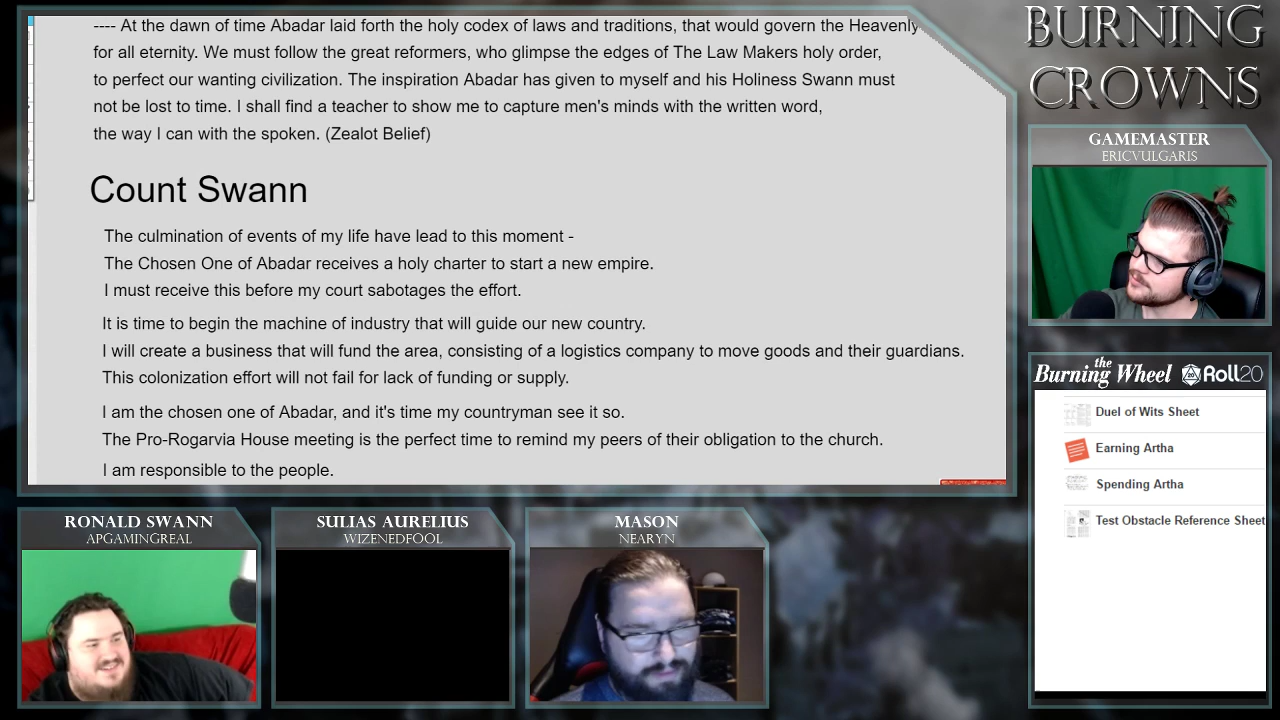 ---- At the dawn of time Abadar laid forth the holy codex of laws and traditions, that would govern the Heavenly
for all eternity. We must follow the great reformers, who glimpse the edges of The Law Makers holy order,
to perfect our wanting civilization. The inspiration Abadar has given to myself and his Holiness Swann must
not be lost to time. I shall find a teacher to show me to capture men's minds with the written word,
the way I can with the spoken. (Zealot Belief)
Count Swann
The culmination of events of my life have lead to this moment -
The Chosen One of Abadar receives a holy charter to start a new empire.
I must receive this before my court sabotages the effort.
It is time to begin the machine of industry that will guide our new country.
I will create a business that will fund the area, consisting of a logistics company to move goods and their guardians.
This colonization effort will not fail for lack of funding or supply.
I am the chosen one of Abadar, and it's time my countryman see it so.
The Pro-Rogarvia House meeting is the perfect time to remind my peers of their obligation to the church.
I am responsible to the people.
BURNING
CROWNS
GAMEMASTER
ERICVULGARIS
the
Burning Wheel 20 Roll20
Duel of Wits Sheet
Earning Artha
Spending Artha
Test Obstacle Reference Sheet
RONALD SWANN
APGAMINGREAL
SULIAS AURELIUS
WIZENEDFOOL
MASON
NEARYN